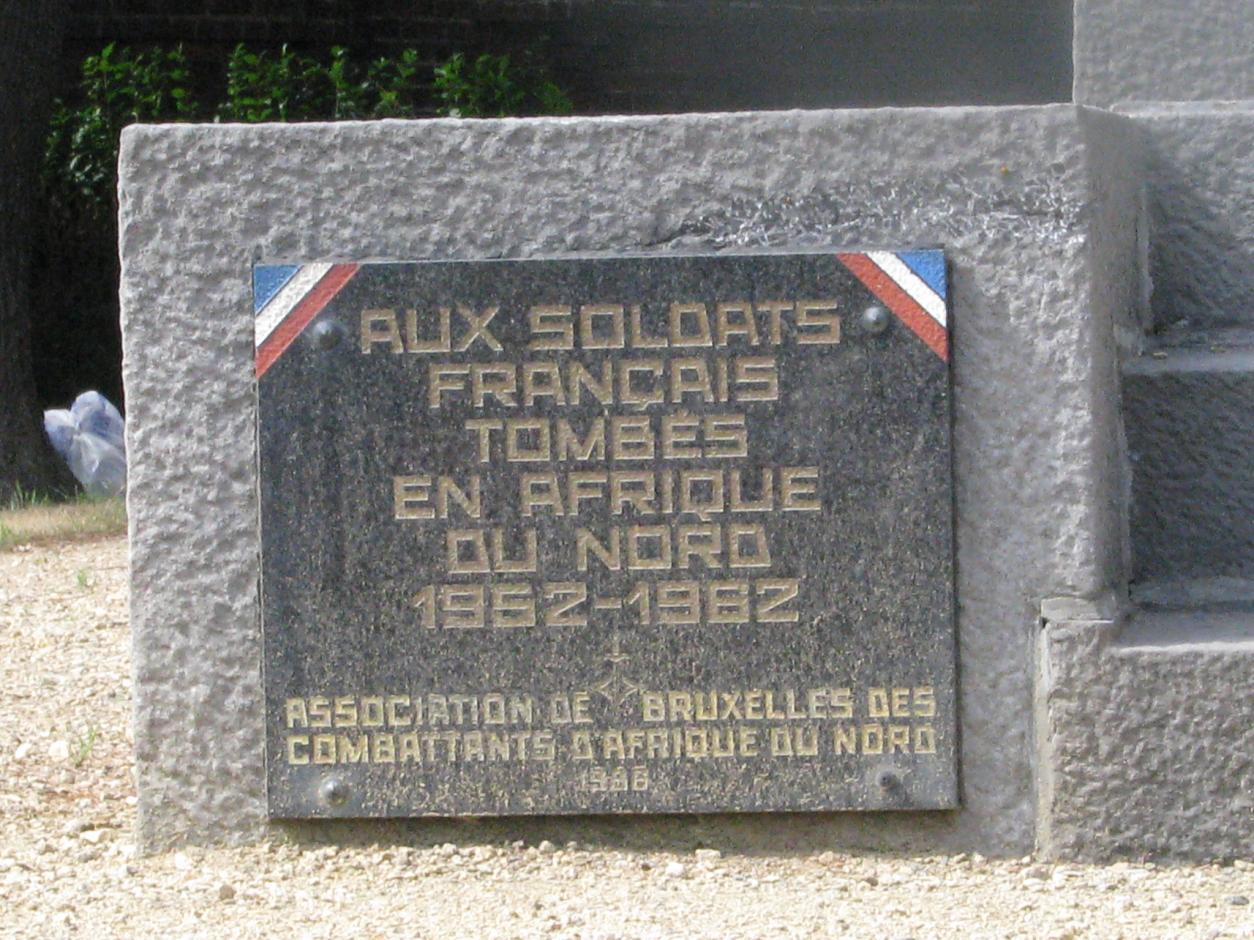 AUX SOLDATS
FRANÇAIS
TOMBÉS
EN AFRIQUE
DU NORD
1952-1962
ASSOCIATION DE BRUXELLES DES
COMBATTANTS D'AFRIQUE DU NORD